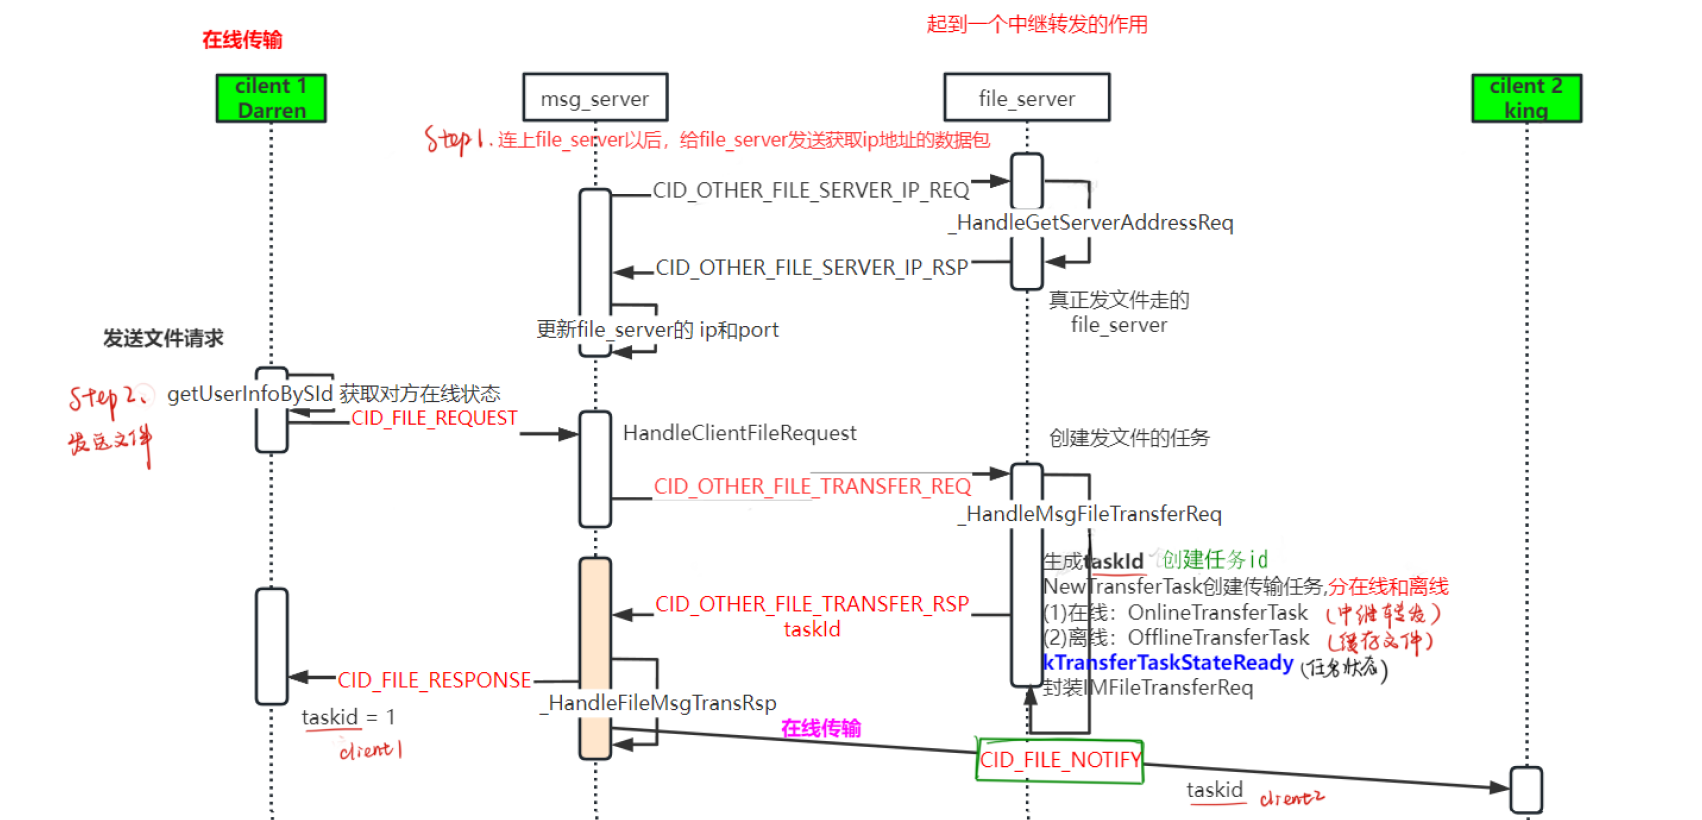 起到一个中继转发的作用
在线传输
cilent 1
Darren
msg_server
file_server
cilent 2
king
Step1. 连上file_server以后，给file_server发送获取ip地址的数据包
CID_OTHER_FILE_SERVER_IP_REQ
_HandleGetServerAddressReq
CID_OTHER_FILE_SERVER_IP_RSP
真正发文件走的
file_server
更新file_server的 ip和port
发送文件请求
Step2、
发送文件
getUserInfoBySId 获取对方在线状态
CID_FILE_REQUEST
HandleClientFileRequest
创建发文件的任务
CID_OTHER_FILE_TRANSFER_REQ
_HandleMsgFileTransferReq
生成taskId 创建任务id
NewTransferTask创建传输任务,分在线和离线
(1)在线：OnlineTransferTask (中继转发)
(2)离线：OfflineTransferTask (缓存文件)
kTransferTaskStateReady (任务状态)
封装IMFileTransferReq
CID_OTHER_FILE_TRANSFER_RSP
taskId
CID_FILE_RESPONSE
_HandleFileMsgTransRsp
taskid = 1
client1
在线传输
CID_FILE_NOTIFY
taskid client2